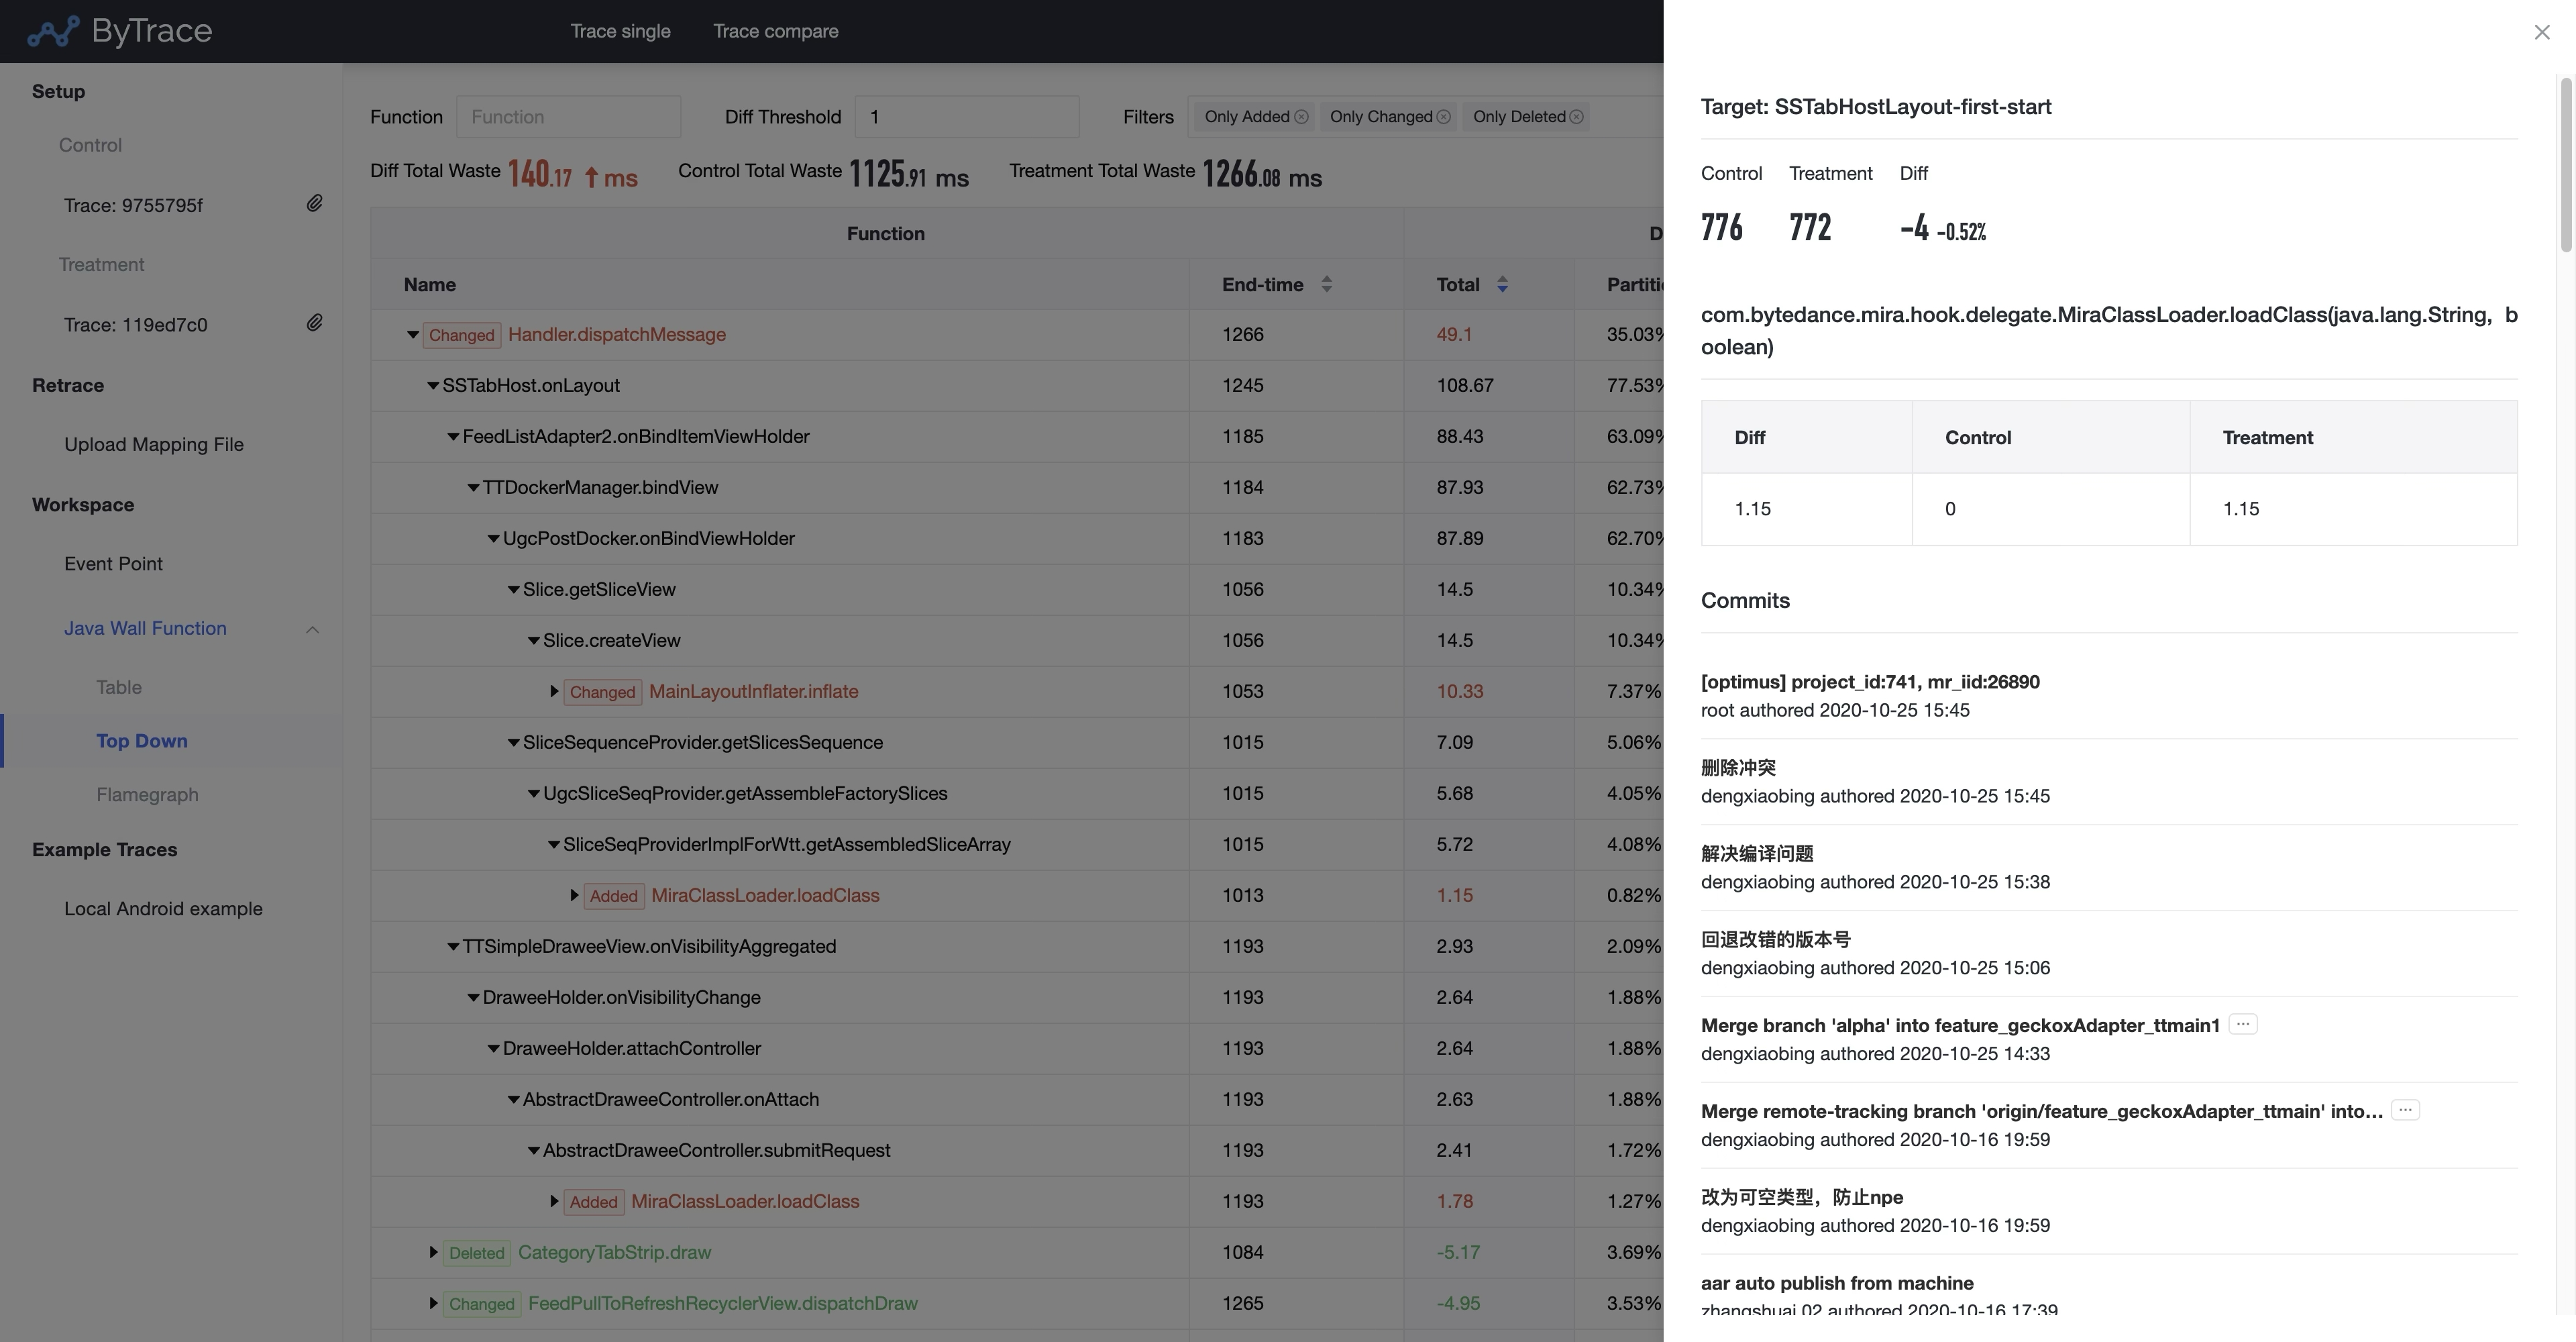 ByTrace
Trace single
Trace compare
Setup
Control
Trace: 9755795f
Treatment
Trace: 119ed7c0
Retrace
Upload Mapping File
Workspace
Event Point
Java Wall Function
Table
Top Down
Flamegraph
Example Traces
Local Android example
Function Function Diff Threshold 1 Filters Only Added Only Changed Only Deleted
Diff Total Waste 140.17 ms Control Total Waste 1125.91 ms Treatment Total Waste 1266.08 ms
Function D
Name End-time Total Partiti
Changed Handler.dispatchMessage 1266 49.1 35.03%
SSTabHost.onLayout 1245 108.67 77.53%
FeedListAdapter2.onBindItemViewHolder 1185 88.43 63.09%
TTDockerManager.bindView 1184 87.93 62.73%
UgcPostDocker.onBindViewHolder 1183 87.89 62.70%
Slice.getSliceView 1056 14.5 10.34%
Slice.createView 1056 14.5 10.34%
Changed MainLayoutInflater.inflate 1053 10.33 7.37%
SliceSequenceProvider.getSlicesSequence 1015 7.09 5.06%
UgcSliceSeqProvider.getAssembleFactorySlices 1015 5.68 4.05%
SliceSeqProviderImplForWtt.getAssembledSliceArray 1015 5.72 4.08%
Added MiraClassLoader.loadClass 1013 1.15 0.82%
TTSimpleDraweeView.onVisibilityAggregated 1193 2.93 2.09%
DraweeHolder.onVisibilityChange 1193 2.64 1.88%
DraweeHolder.attachController 1193 2.64 1.88%
AbstractDraweeController.onAttach 1193 2.63 1.88%
AbstractDraweeController.submitRequest 1193 2.41 1.72%
Added MiraClassLoader.loadClass 1193 1.78 1.27%
Deleted CategoryTabStrip.draw 1084 -5.17 3.69%
Changed FeedPullToRefreshRecyclerView.dispatchDraw 1265 -4.95 3.53%
Target: SSTabHostLayout-first-start
Control Treatment Diff
776 772 -4 -0.52%
com.bytedance.mira.hook.delegate.MiraClassLoader.loadClass(java.lang.String, b
oolean)
Diff Control Treatment
1.15 0 1.15
Commits
[optimus] project_id:741, mr_iid:26890
root authored 2020-10-25 15:45
删除冲突
dengxiaobing authored 2020-10-25 15:45
解决编译问题
dengxiaobing authored 2020-10-25 15:38
回退改错的版本号
dengxiaobing authored 2020-10-25 15:06
Merge branch 'alpha' into feature_geckoxAdapter_ttmain1 ...
dengxiaobing authored 2020-10-25 14:33
Merge remote-tracking branch 'origin/feature_geckoxAdapter_ttmain' into... ...
dengxiaobing authored 2020-10-16 19:59
改为可空类型，防止npe
dengxiaobing authored 2020-10-16 19:59
aar auto publish from machine
zhangshuai.02 authored 2020-10-16 17:39